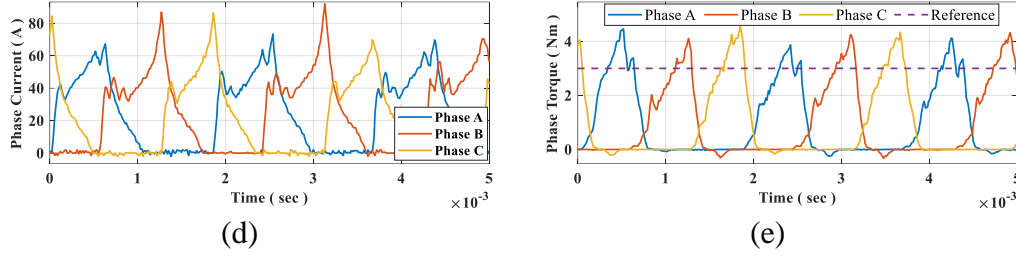 Phase Current ( A )
80
60
40
20
0
Phase A
Phase B
Phase C
0
1
2
3
4
5
Time ( sec )
×10⁻³
(d)
Phase A Phase B Phase C Reference
Phase Torque ( Nm )
4
2
0
0
1
2
3
4
5
Time ( sec )
×10⁻³
(e)